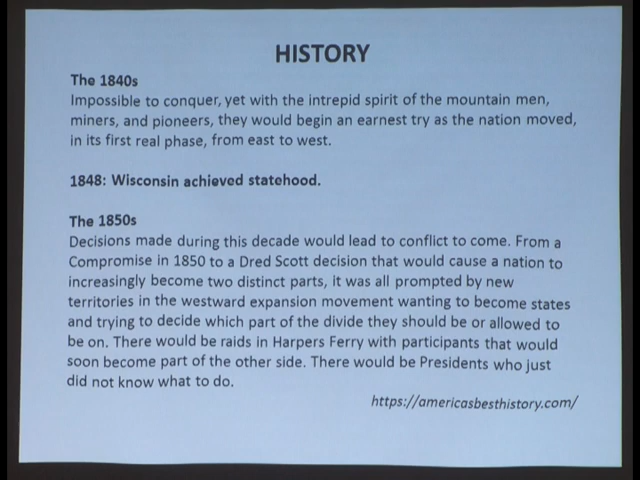 HISTORY
The 1840s
Impossible to conquer, yet with the intrepid spirit of the mountain men,
miners, and pioneers, they would begin an earnest try as the nation moved,
in its first real phase, from east to west.
1848: Wisconsin achieved statehood.
The 1850s
Decisions made during this decade would lead to conflict to come. From a
Compromise in 1850 to a Dred Scott decision that would cause a nation to
increasingly become two distinct parts, it was all prompted by new
territories in the westward expansion movement wanting to become states
and trying to decide which part of the divide they should be or allowed to
be on. There would be raids in Harpers Ferry with participants that would
soon become part of the other side. There would be Presidents who just
did not know what to do.
https://americasbesthistory.com/